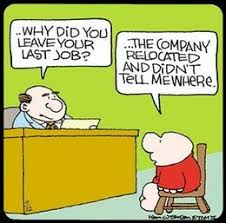 ..WHY DID YOU
LEAVE YOUR
LAST JOB?
...THE COMPANY
RELOCATED
AND DIDN'T
TELL ME WHERE.